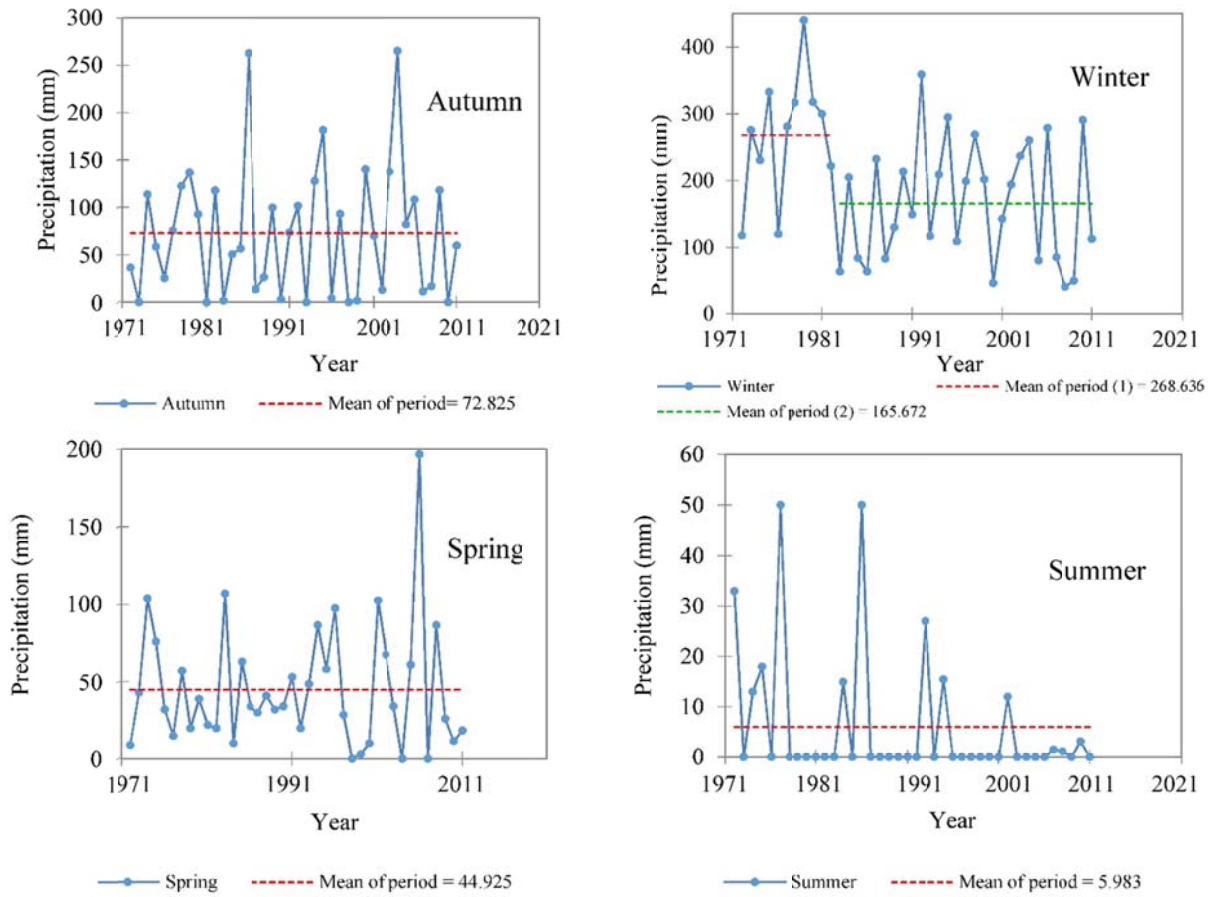 300
250
200
150
100
50
0
Precipitation (mm)
Autumn
1971 1981 1991 2001 2011 2021
Year
Autumn Mean of period= 72.825
400
300
200
100
0
Precipitation (mm)
Winter
1971 1981 1991 2001 2011 2021
Year
Winter Mean of period (1) = 268.636
Mean of period (2) = 165.672
200
150
100
50
0
Precipitation (mm)
Spring
1971 1991 2011
Year
Spring Mean of period = 44.925
60
50
40
30
20
10
0
Precipitation (mm)
Summer
1971 1981 1991 2001 2011 2021
Year
Summer Mean of period = 5.983